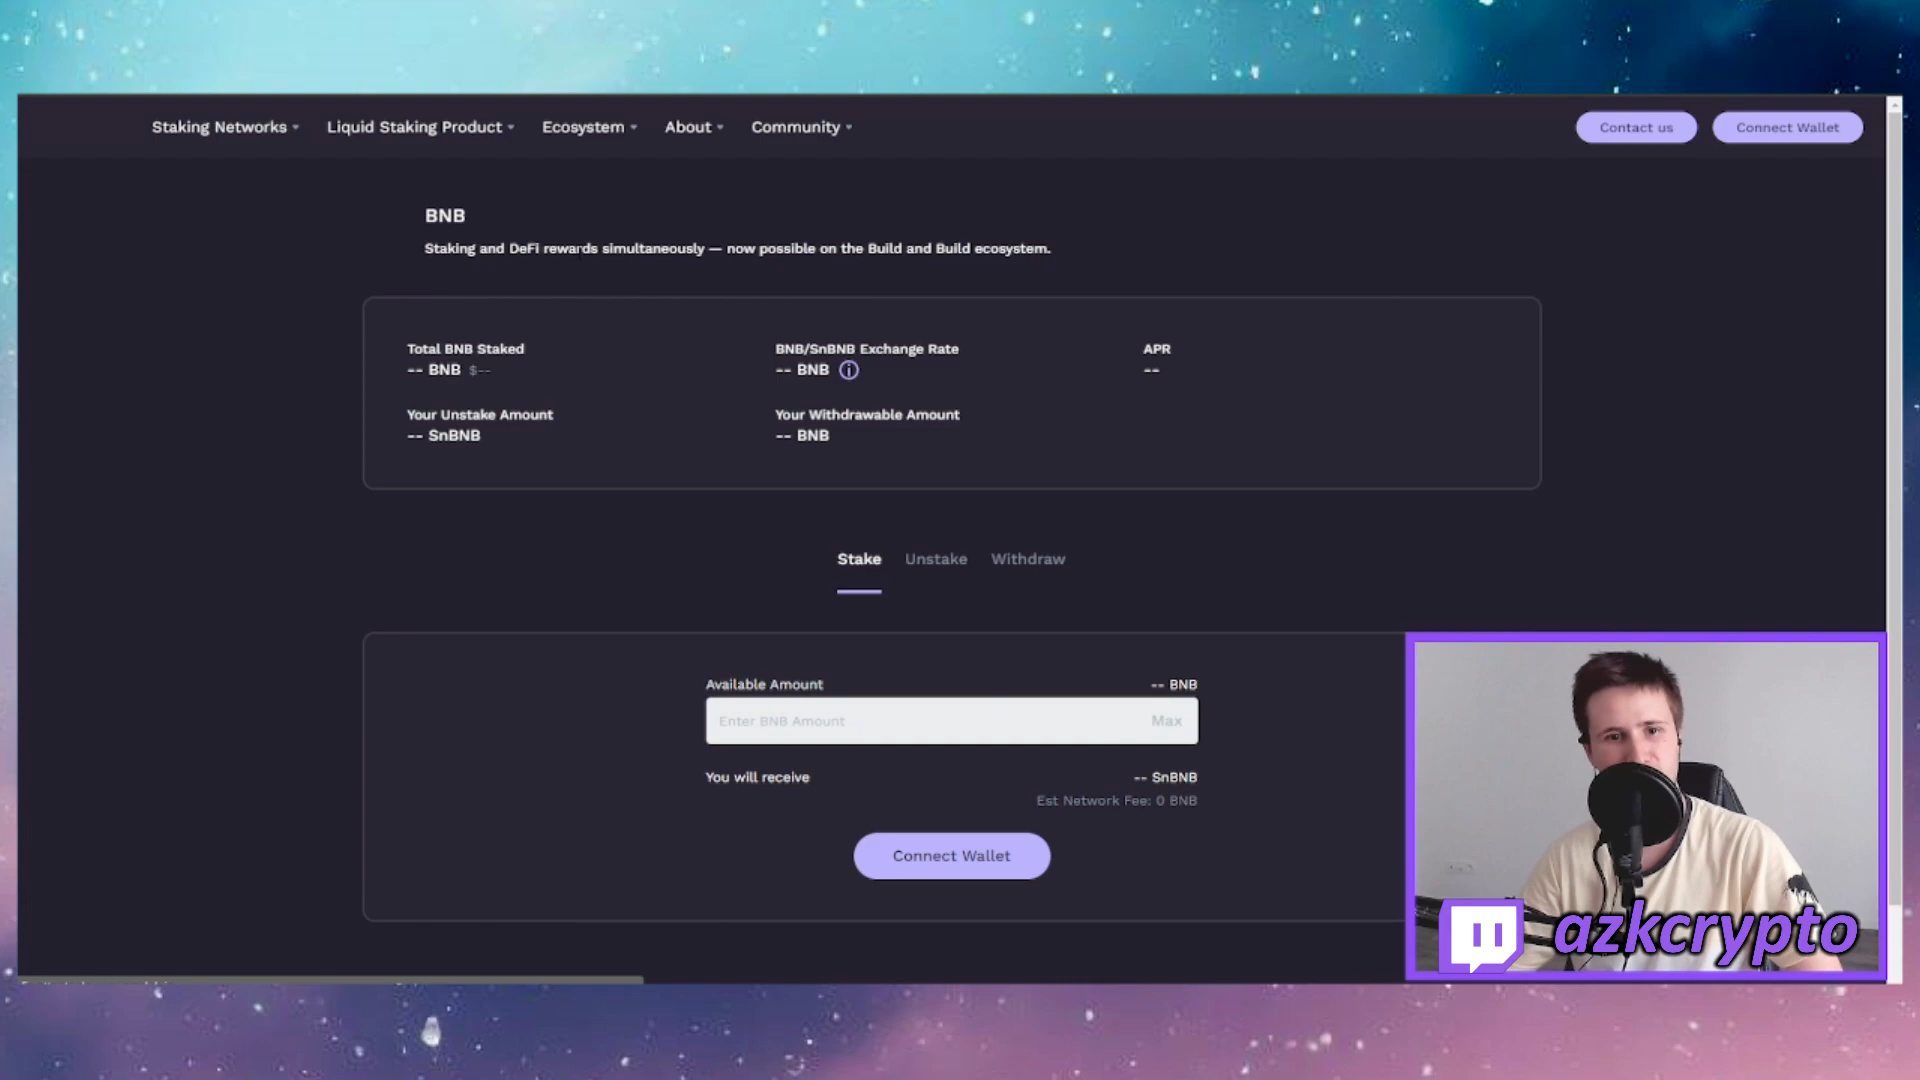 Staking Networks
Liquid Staking Product
Ecosystem
About
Community
Contact us
Connect Wallet
BNB
Staking and DeFi rewards simultaneously — now possible on the Build and Build ecosystem.
Total BNB Staked
-- BNB $--
BNB/SnBNB Exchange Rate
-- BNB
APR
--
Your Unstake Amount
-- SnBNB
Your Withdrawable Amount
-- BNB
Stake
Unstake
Withdraw
Available Amount
-- BNB
Enter BNB Amount
Max
You will receive
-- SnBNB
Est Network Fee: 0 BNB
Connect Wallet
azkcrypto